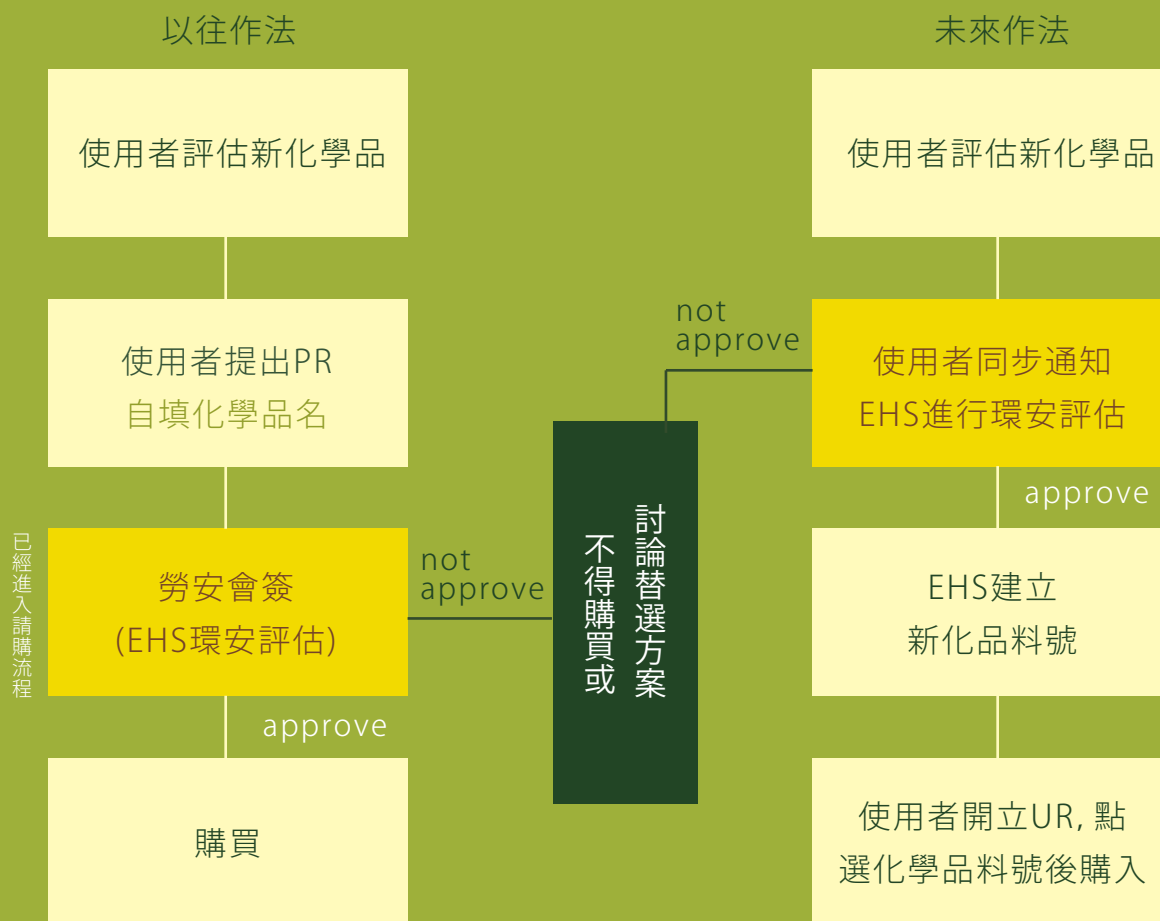 以往作法
使用者評估新化學品
使用者提出PR
自填化學品名
已經進入請購流程
勞安會簽
(EHS環安評估)
not
approve
approve
購買
討論替選方案
不得購買或
未來作法
使用者評估新化學品
not
approve
使用者同步通知
EHS進行環安評估
approve
EHS建立
新化品料號
使用者開立UR, 點
選化學品料號後購入